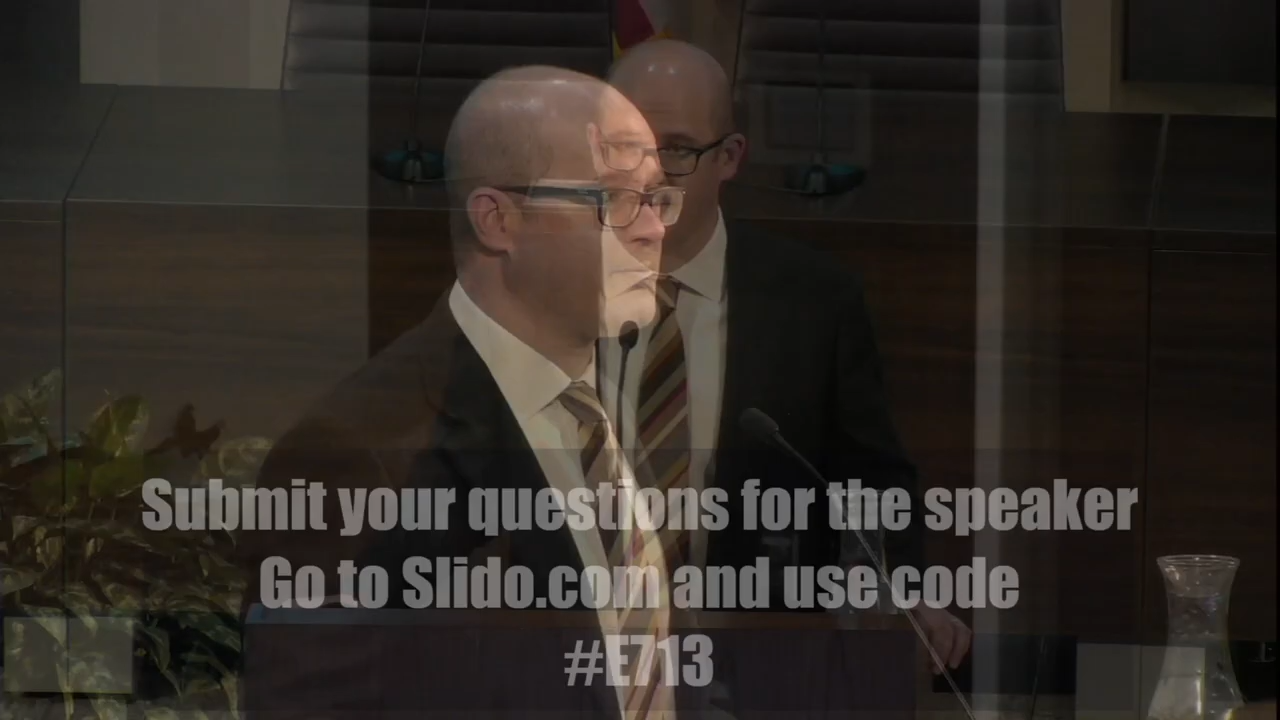 Submit your questions for the speaker
Go to Slido.com and use code
#E713